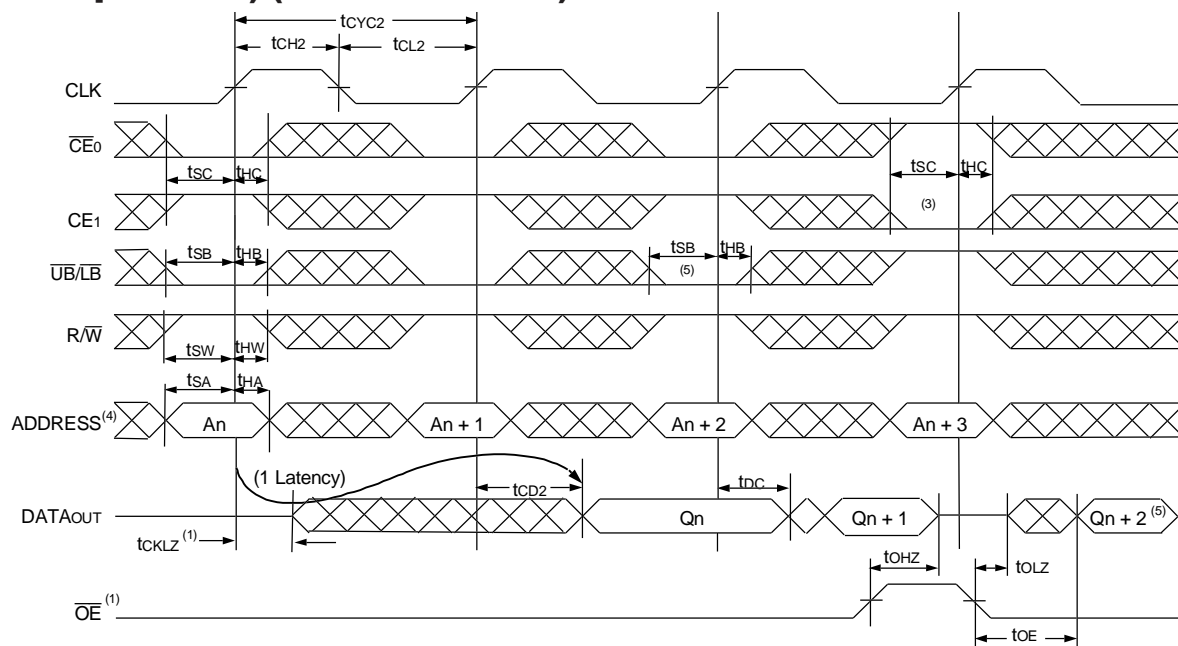 tCYC2
tCH2
tCL2
CLK
CE0
tSC
tHC
tSC
tHC
(3)
CE1
tSB
tHB
tSB
tHB
(5)
UB/LB
R/W
tSW
tHW
tSA
tHA
ADDRESS(4)
An
An + 1
An + 2
An + 3
(1 Latency)
tCD2
tDC
DATAOUT
Qn
Qn + 1
Qn + 2(5)
tCKLZ(1)
tOHZ
tOLZ
OE(1)
tOE